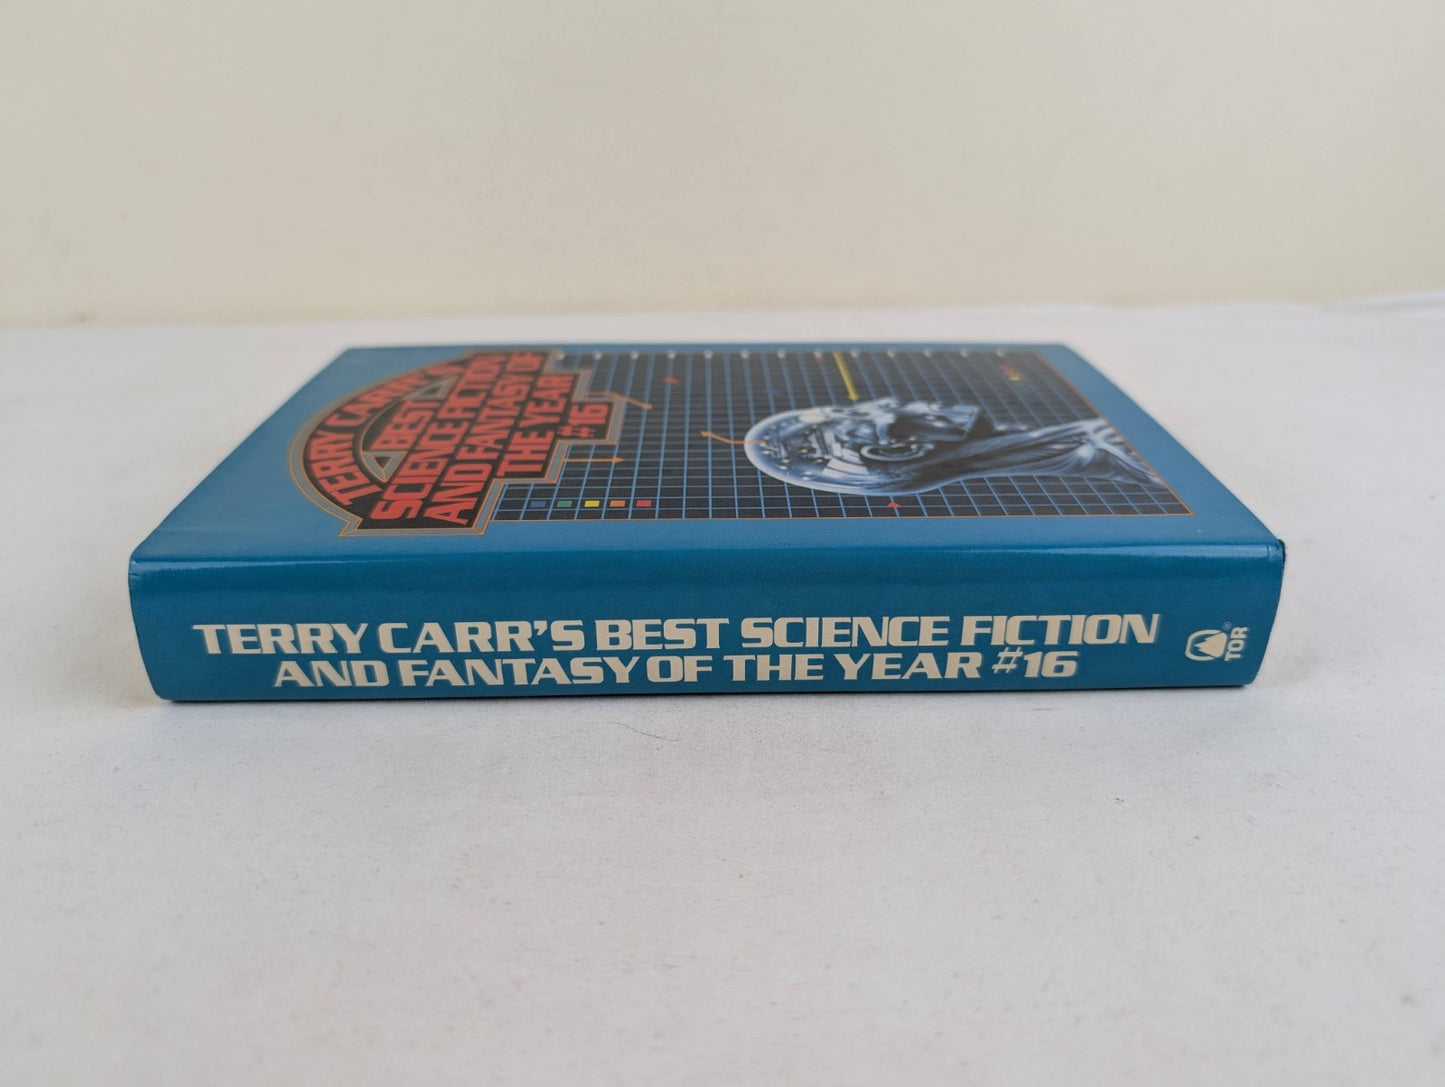 TERRY CARR'S
BEST
SCIENCE FICTION
AND FANTASY OF
THE YEAR
#16
TERRY CARR'S BEST SCIENCE FICTION
AND FANTASY OF THE YEAR #16
®
TOR